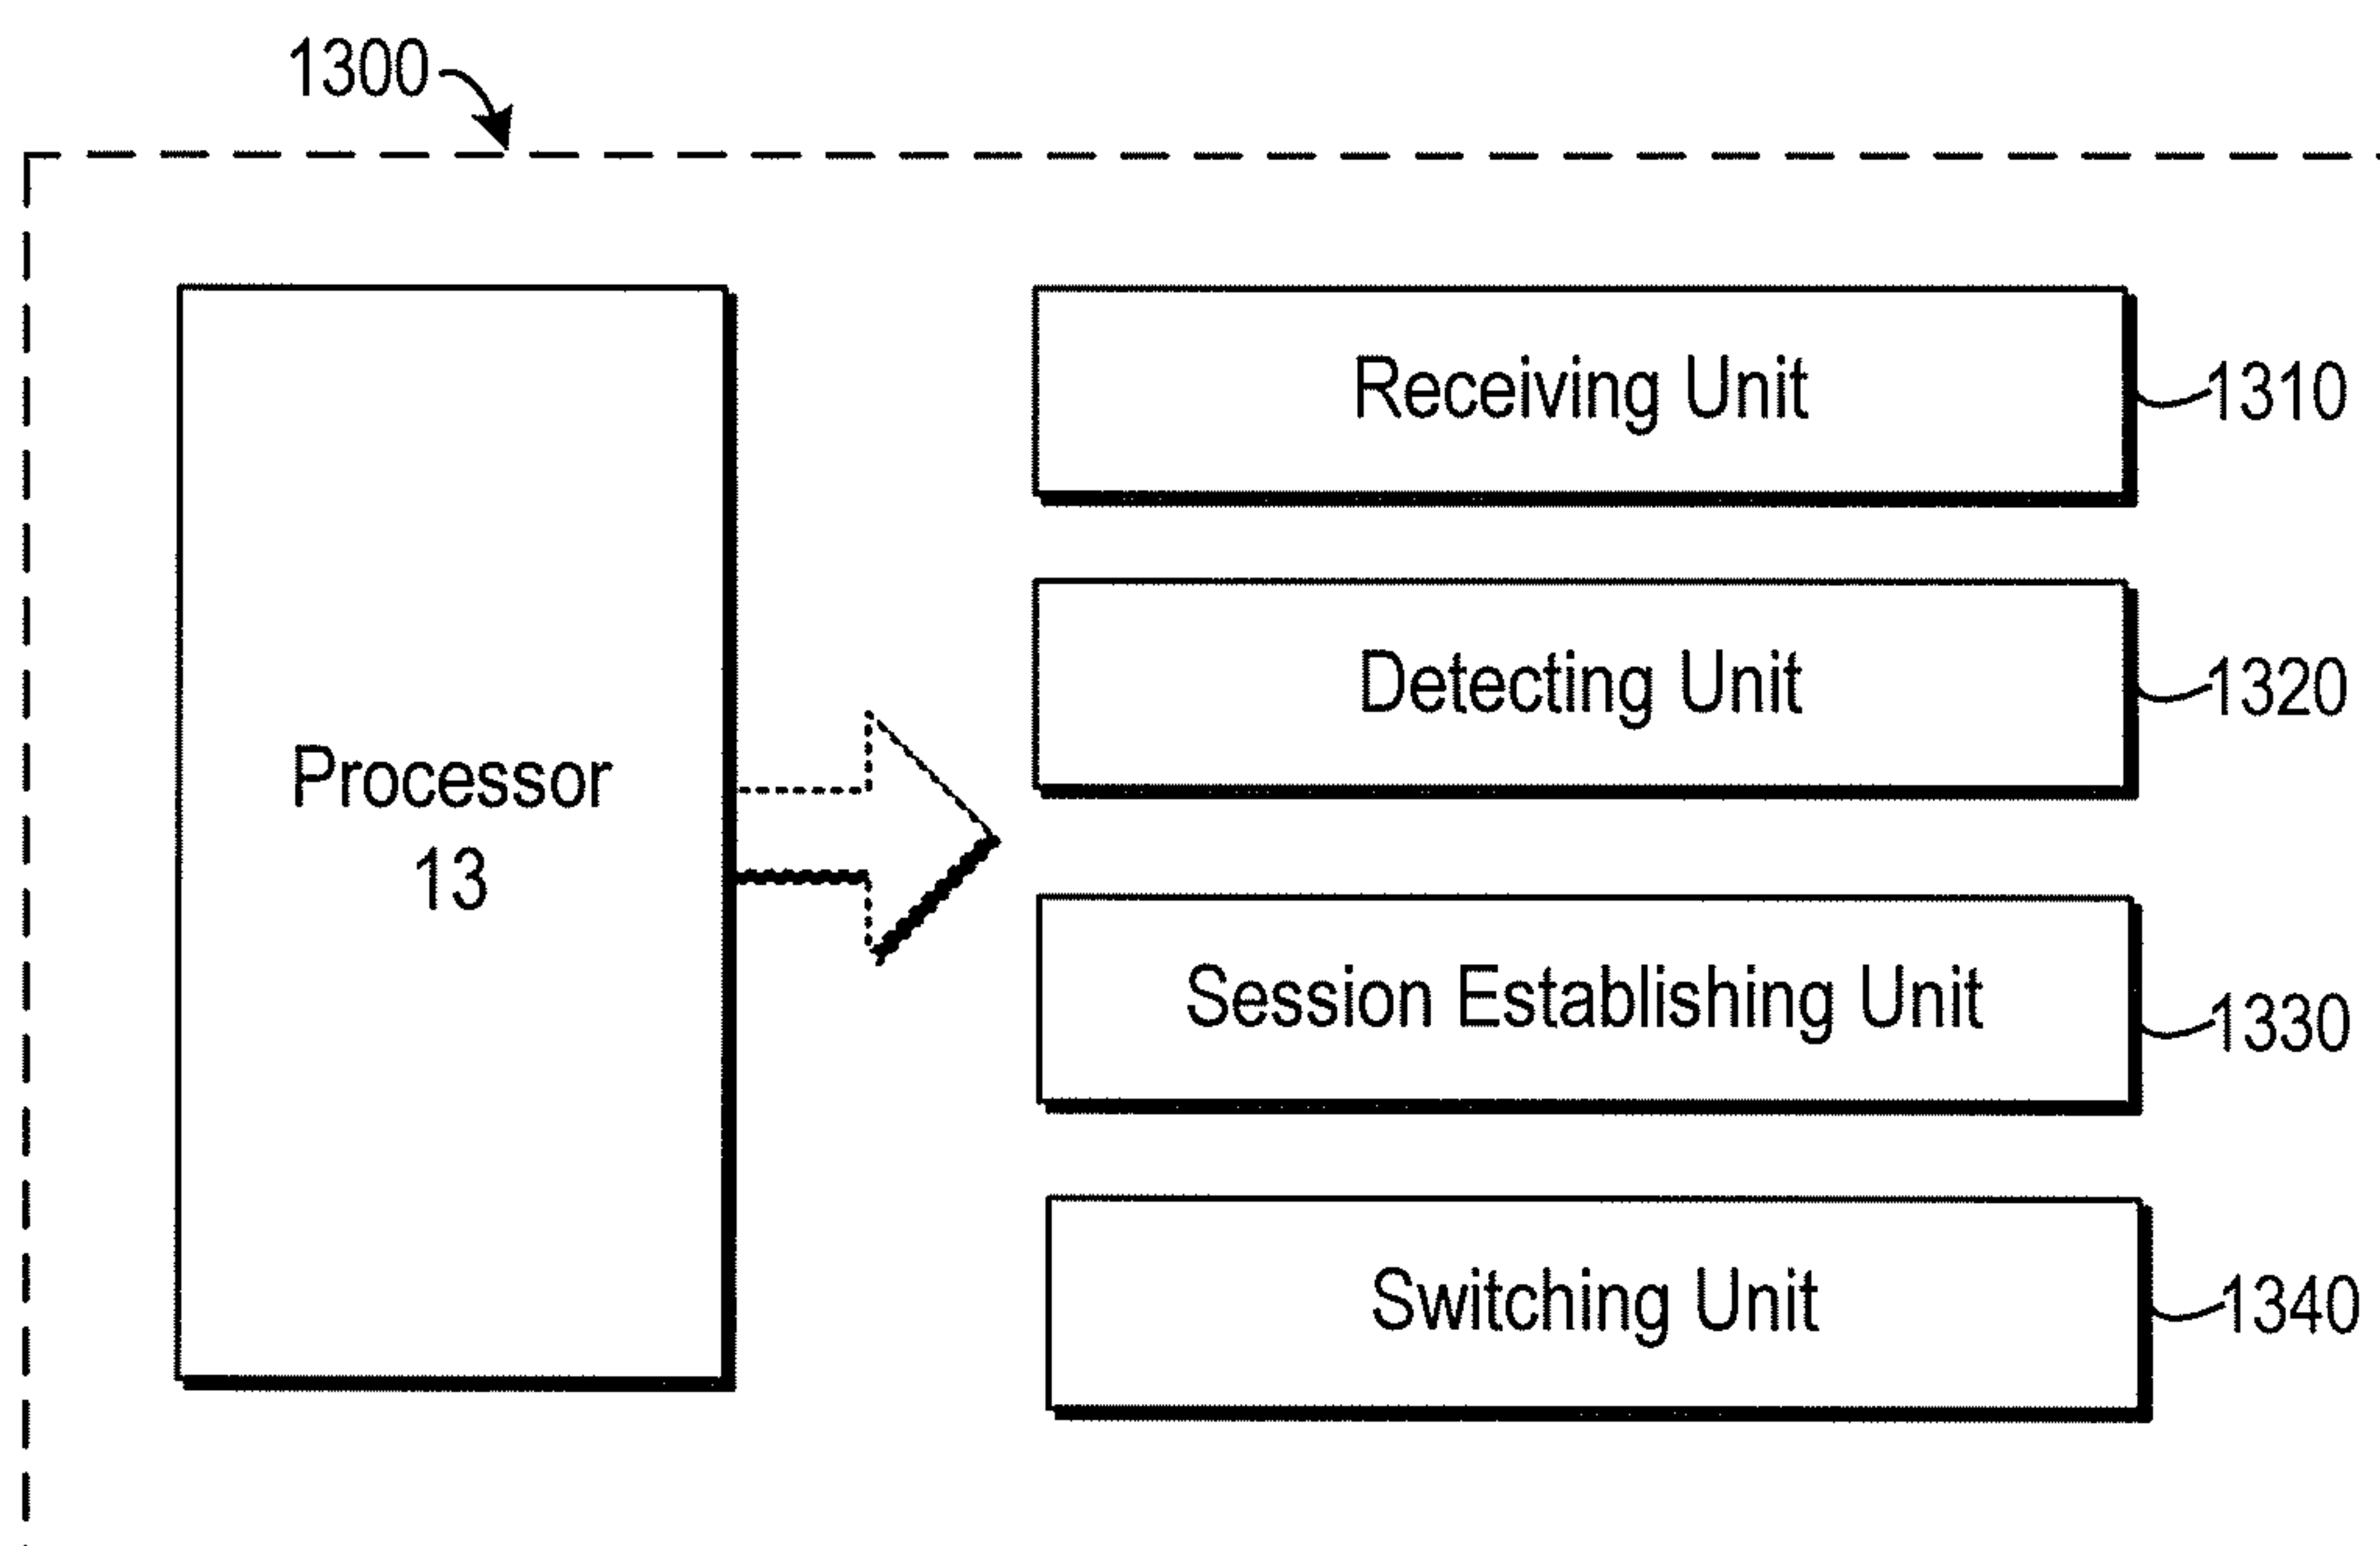 1300
Receiving Unit
1310
Detecting Unit
1320
Processor
13
Session Establishing Unit
1330
Switching Unit
1340